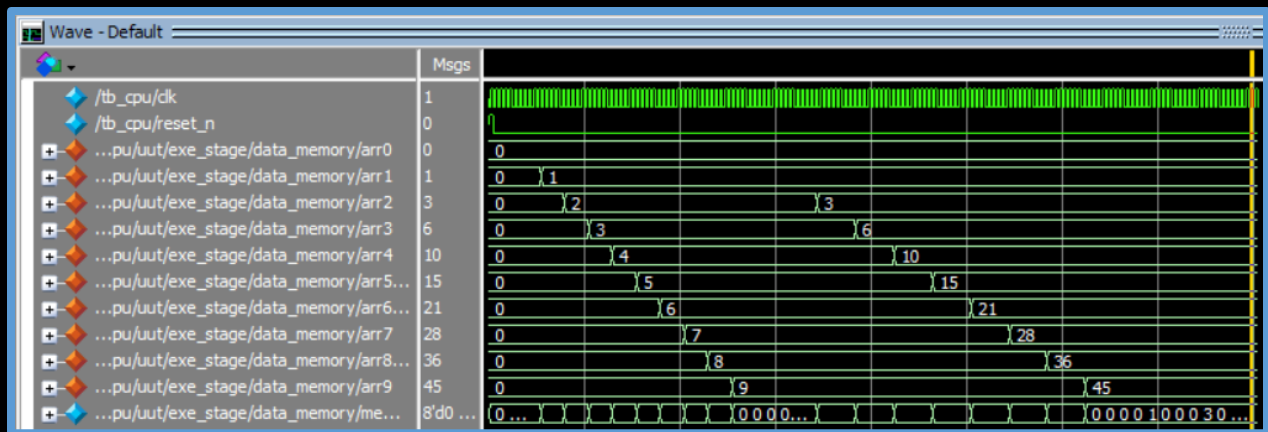 Wave - Default
Msgs
/tb_cpu/clk 1
/tb_cpu/reset_n 0
...pu/uut/exe_stage/data_memory/arr0 0 0
...pu/uut/exe_stage/data_memory/arr1 1 0 1
...pu/uut/exe_stage/data_memory/arr2 3 0 2 3
...pu/uut/exe_stage/data_memory/arr3 6 0 3 6
...pu/uut/exe_stage/data_memory/arr4 10 0 4 10
...pu/uut/exe_stage/data_memory/arr5... 15 0 5 15
...pu/uut/exe_stage/data_memory/arr6... 21 0 6 21
...pu/uut/exe_stage/data_memory/arr7 28 0 7 28
...pu/uut/exe_stage/data_memory/arr8... 36 0 8 36
...pu/uut/exe_stage/data_memory/arr9 45 0 9 45
...pu/uut/exe_stage/data_memory/me... 8'd0 ... 0 ... 0 0 0 0... 0 0 0 0 1 0 0 0 3 0 ...